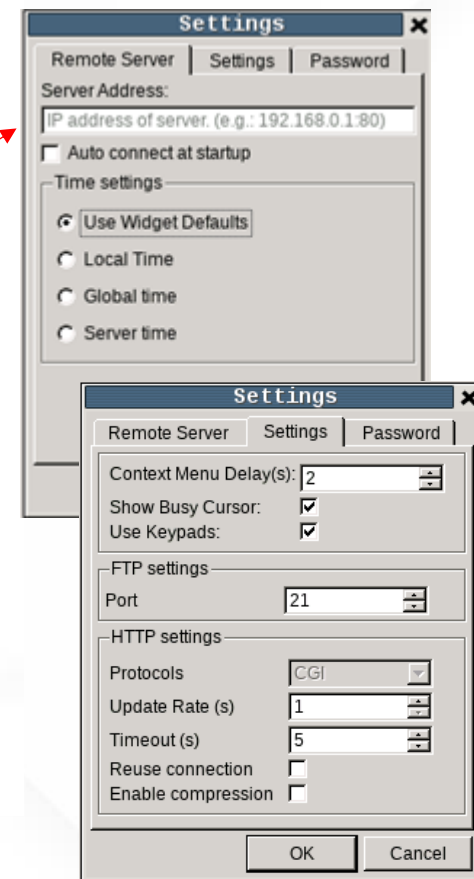 Settings
Remote Server Settings Password
Server Address:
IP address of server. (e.g.: 192.168.0.1:80)
Auto connect at startup
Time settings
Use Widget Defaults
Local Time
Global time
Server time
Settings
Remote Server Settings Password
Context Menu Delay(s): 2
Show Busy Cursor:
Use Keypads:
FTP settings
Port 21
HTTP settings
Protocols CGI
Update Rate (s) 1
Timeout (s) 5
Reuse connection
Enable compression
OK Cancel